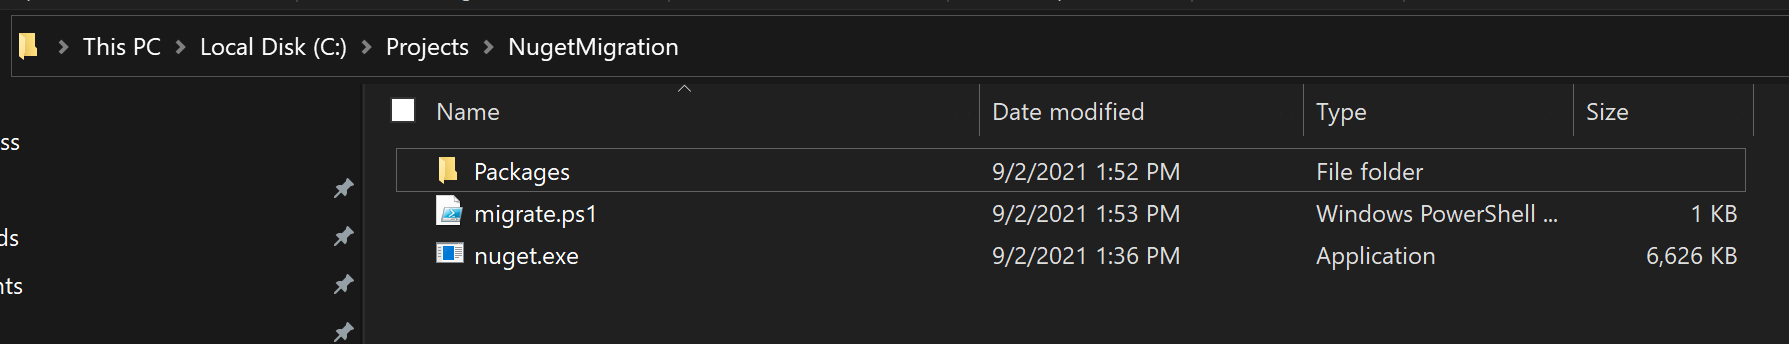 This PC > Local Disk (C:) > Projects > NugetMigration
Name Date modified Type Size
ss
Packages 9/2/2021 1:52 PM File folder
migrate.ps1 9/2/2021 1:53 PM Windows PowerShell ... 1 KB
ds
nuget.exe 9/2/2021 1:36 PM Application 6,626 KB
nts